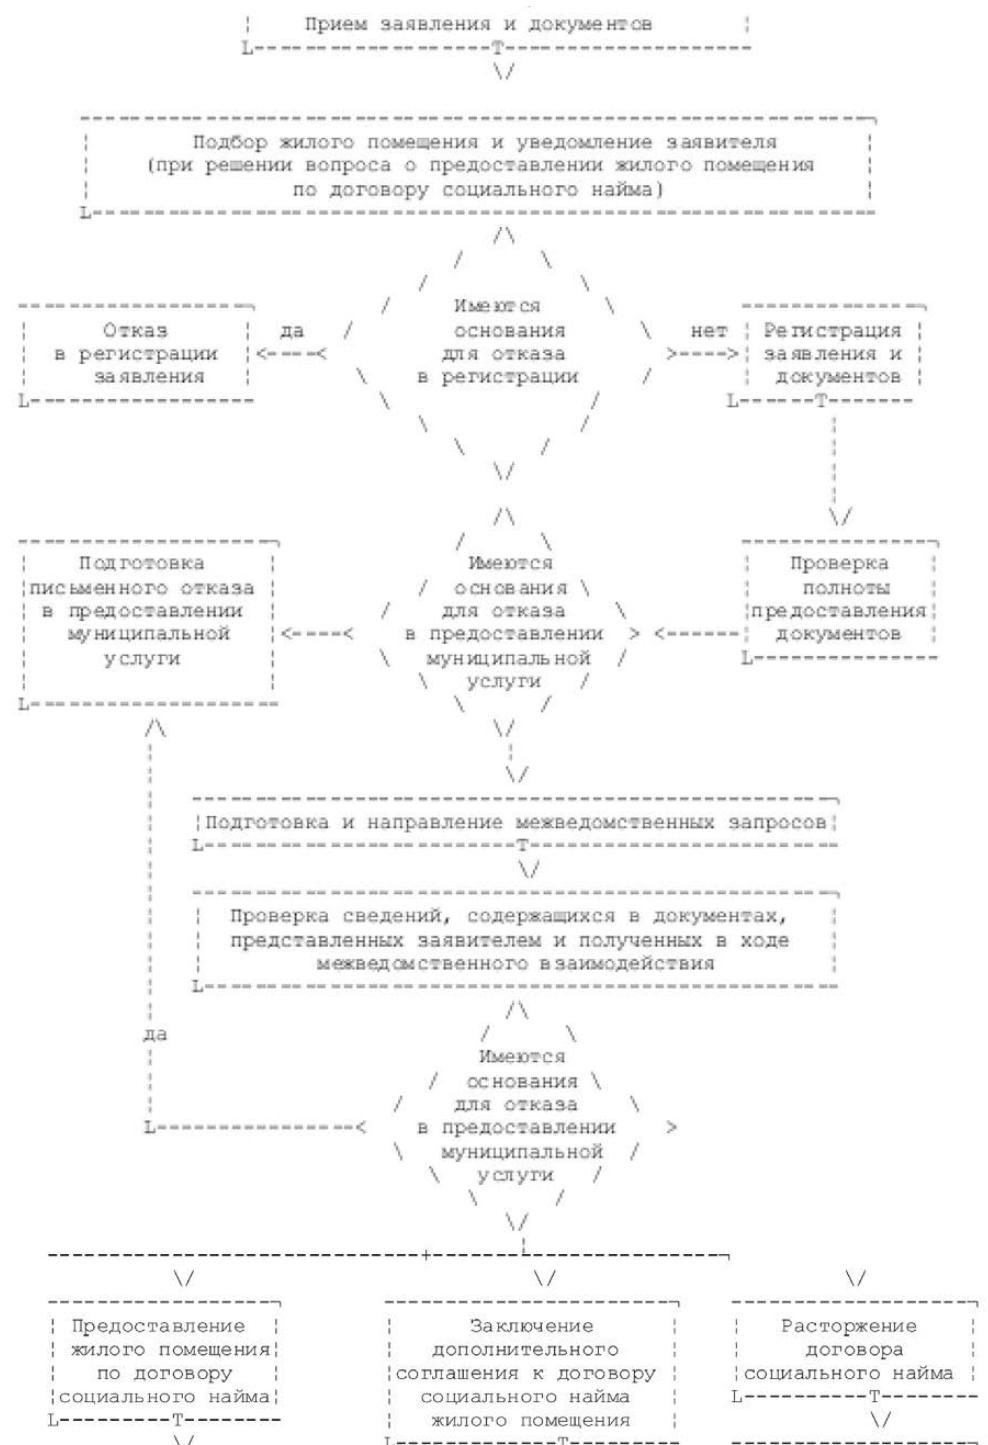 Прием заявления и документов
Подбор жилого помещения и уведомление заявителя
(при решении вопроса о предоставлении жилого помещения
по договору социального найма)
Имеются
основания
для отказа
в регистрации
Отказ
в регистрации
заявления
да
нет
Регистрация
заявления и
документов
Подготовка
письменного отказа
в предоставлении
муниципальной
услуги
Имеются
основания
для отказа
в предоставлении
муниципальной
услуги
Проверка
полноты
предоставления
документов
Подготовка и направление межведомственных запросов
Проверка сведений, содержащихся в документах,
представленных заявителем и полученных в ходе
межведомственного взаимодействия
да
Имеются
основания
для отказа
в предоставлении
муниципальной
услуги
Предоставление
жилого помещения
по договору
социального найма
Заключение
дополнительного
соглашения к договору
социального найма
жилого помещения
Расторжение
договора
социального найма